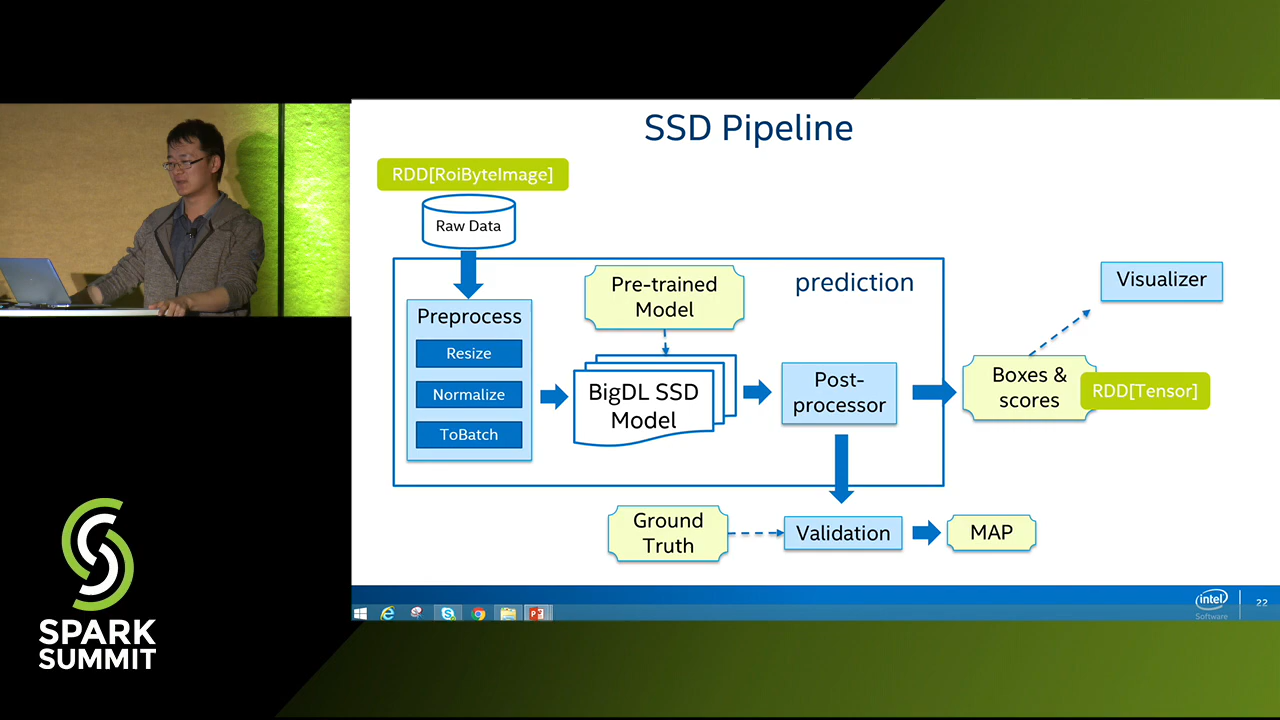 SSD Pipeline
RDD[RoiByteImage]
Raw Data
prediction
Preprocess
Resize
Normalize
ToBatch
Pre-trained
Model
BigDL SSD
Model
Post-
processor
Visualizer
Boxes &
scores
RDD[Tensor]
Ground
Truth
Validation
MAP
intel
Software
22
SPARK
SUMMIT